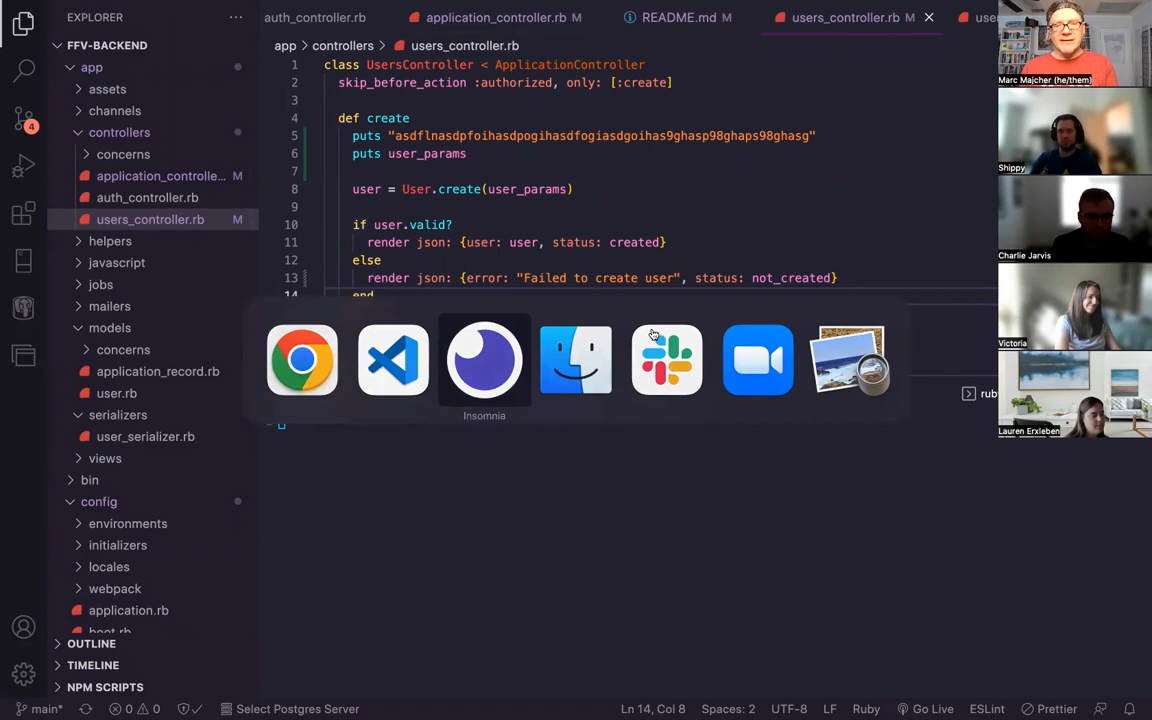 EXPLORER
auth_controller.rb
application_controller.rb M
README.md M
users_controller.rb M
FFV-BACKEND
app
assets
channels
controllers
concerns
application_controlle... M
auth_controller.rb
users_controller.rb M
helpers
javascript
jobs
mailers
models
concerns
application_record.rb
user.rb
serializers
user_serializer.rb
views
bin
config
environments
initializers
locales
webpack
application.rb
OUTLINE
TIMELINE
NPM SCRIPTS
4
app > controllers > users_controller.rb
1 class UsersController < ApplicationController
2 skip_before_action :authorized, only: [:create]
3
4 def create
5 puts "asdflnasdpfoihasdpogihasdfogiasdgoihas9ghasp98ghaps98ghasg"
6 puts user_params
7
8 user = User.create(user_params)
9
10 if user.valid?
11 render json: {user: user, status: created}
12 else
13 render json: {error: "Failed to create user", status: not_created}
14 end
Insomnia
Marc Majcher (he/them)
Shippy
Charlie Jarvis
Victoria
Lauren Erxleben
main*
0 0
Select Postgres Server
Ln 14, Col 8
Spaces: 2
UTF-8
LF
Ruby
Go Live
ESLint
Prettier